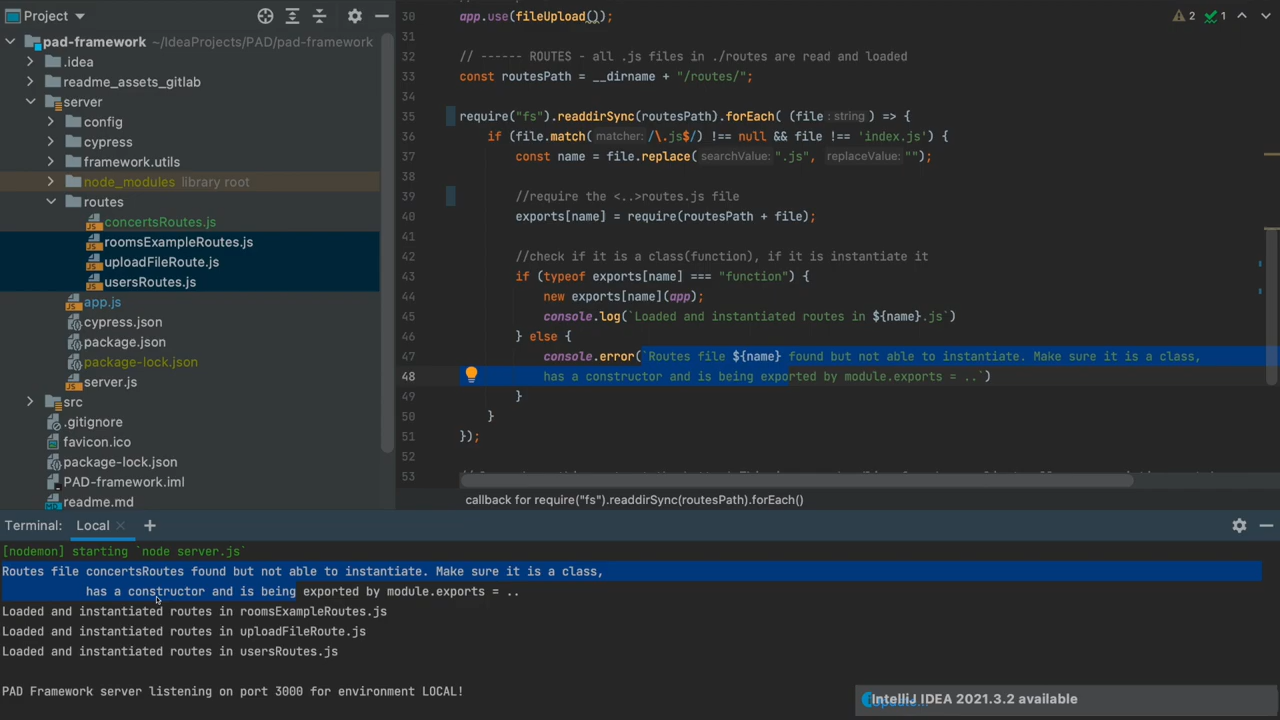 Project
pad-framework ~/IdeaProjects/PAD/pad-framework
.idea
readme_assets_gitlab
server
config
cypress
framework.utils
node_modules library root
routes
concertsRoutes.js
roomsExampleRoutes.js
uploadFileRoute.js
usersRoutes.js
app.js
cypress.json
package.json
package-lock.json
server.js
src
.gitignore
favicon.ico
package-lock.json
PAD-framework.iml
readme.md
2 1
30 app.use(fileUpload());
31
32 // ------ ROUTES - all .js files in ./routes are read and loaded
33 const routesPath = __dirname + "/routes/";
34
35 require("fs").readdirSync(routesPath).forEach( (file : string ) => {
36 if (file.match( matcher: /\.js$/) !== null && file !== 'index.js') {
37 const name = file.replace( searchValue: ".js", replaceValue: "");
38
39 //require the <..>routes.js file
40 exports[name] = require(routesPath + file);
41
42 //check if it is a class(function), if it is instantiate it
43 if (typeof exports[name] === "function") {
44 new exports[name](app);
45 console.log(`Loaded and instantiated routes in ${name}.js`)
46 } else {
47 console.error(`Routes file ${name} found but not able to instantiate. Make sure it is a class,
48 has a constructor and is being exported by module.exports = ..`)
49 }
50 }
51 });
52
53
callback for require("fs").readdirSync(routesPath).forEach()
Terminal: Local
[nodemon] starting `node server.js`
Routes file concertsRoutes found but not able to instantiate. Make sure it is a class,
has a constructor and is being exported by module.exports = ..
Loaded and instantiated routes in roomsExampleRoutes.js
Loaded and instantiated routes in uploadFileRoute.js
Loaded and instantiated routes in usersRoutes.js
PAD Framework server listening on port 3000 for environment LOCAL!
IntelliJ IDEA 2021.3.2 available